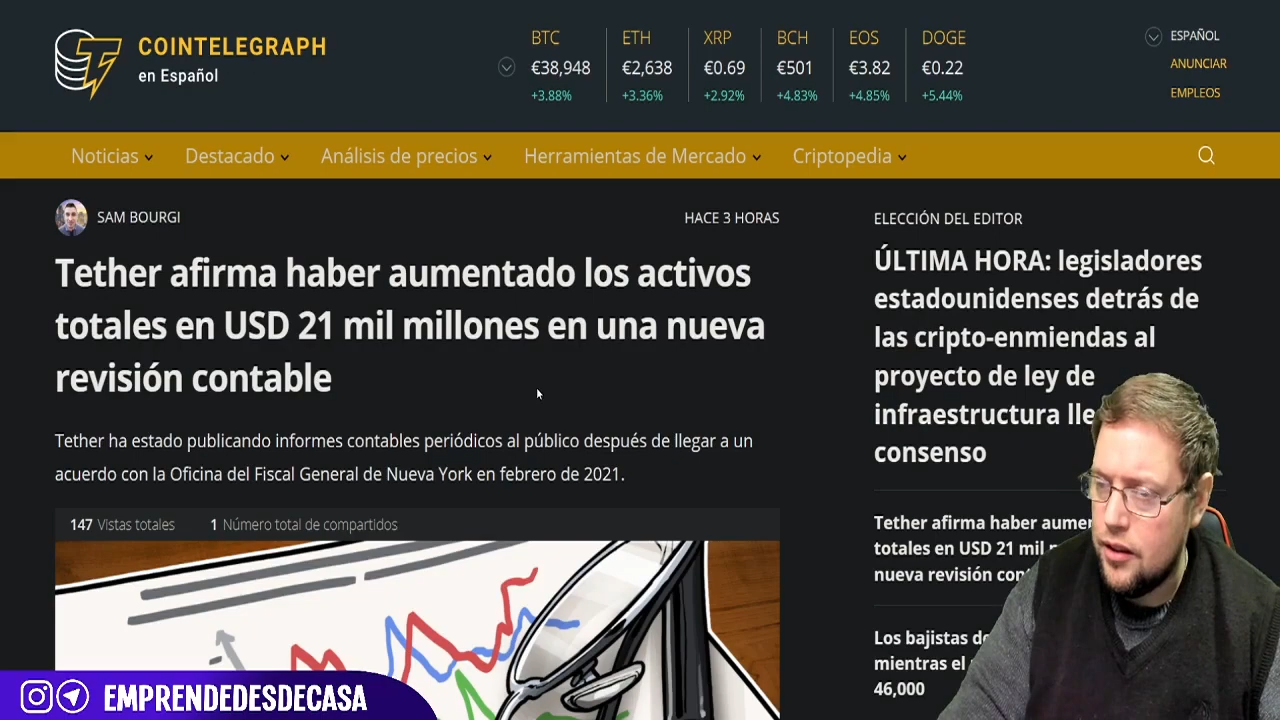 COINTELEGRAPH
en Español
BTC
€38,948
+3.88%
ETH
€2,638
+3.36%
XRP
€0.69
+2.92%
BCH
€501
+4.83%
EOS
€3.82
+4.85%
DOGE
€0.22
+5.44%
ESPAÑOL
ANUNCIAR
EMPLEOS
Noticias
Destacado
Análisis de precios
Herramientas de Mercado
Criptopedia
SAM BOURGI
HACE 3 HORAS
Tether afirma haber aumentado los activos
totales en USD 21 mil millones en una nueva
revisión contable
Tether ha estado publicando informes contables periódicos al público después de llegar a un
acuerdo con la Oficina del Fiscal General de Nueva York en febrero de 2021.
147 Vistas totales
1 Número total de compartidos
ELECCIÓN DEL EDITOR
ÚLTIMA HORA: legisladores
estadounidenses detrás de
las cripto-enmiendas al
proyecto de ley de
infraestructura
consenso
Tether afirma haber
totales en USD 21 mil
nueva revisión
Los bajistas
mientras el
46,000
EMPRENDEDESDECASA